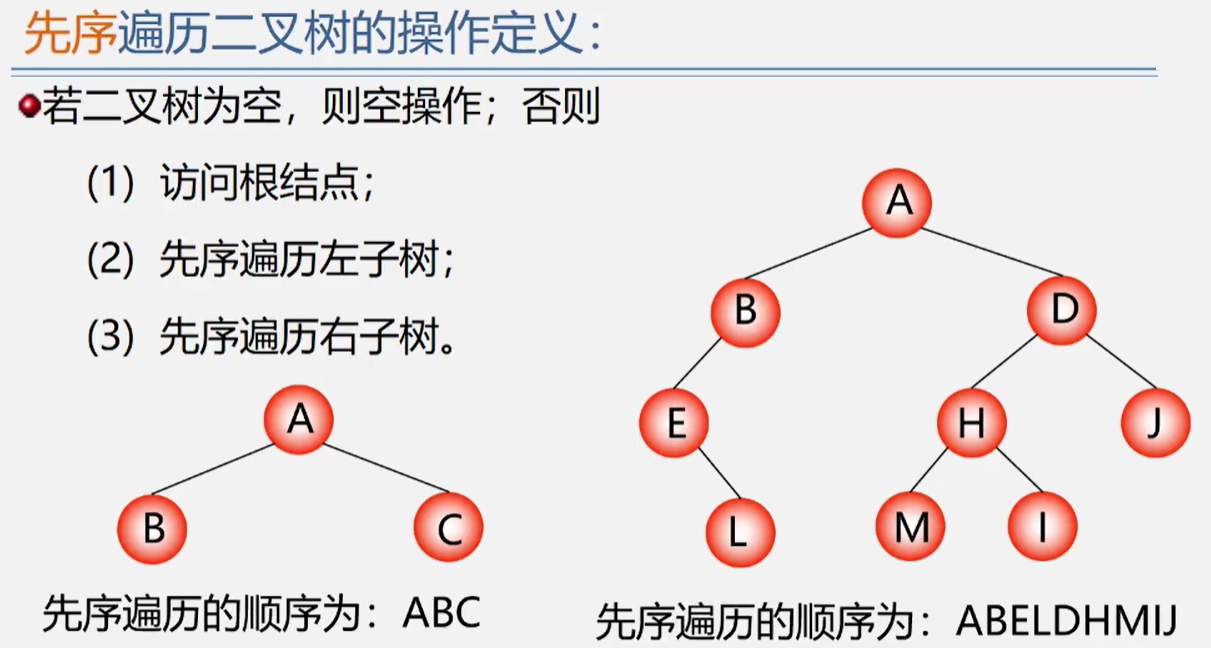 先序遍历二叉树的操作定义：
若二叉树为空，则空操作；否则
(1) 访问根结点；
(2) 先序遍历左子树；
(3) 先序遍历右子树。
A
B
C
先序遍历的顺序为：ABC
A
B
D
E
H
J
L
M
I
先序遍历的顺序为：ABELDHMIJ